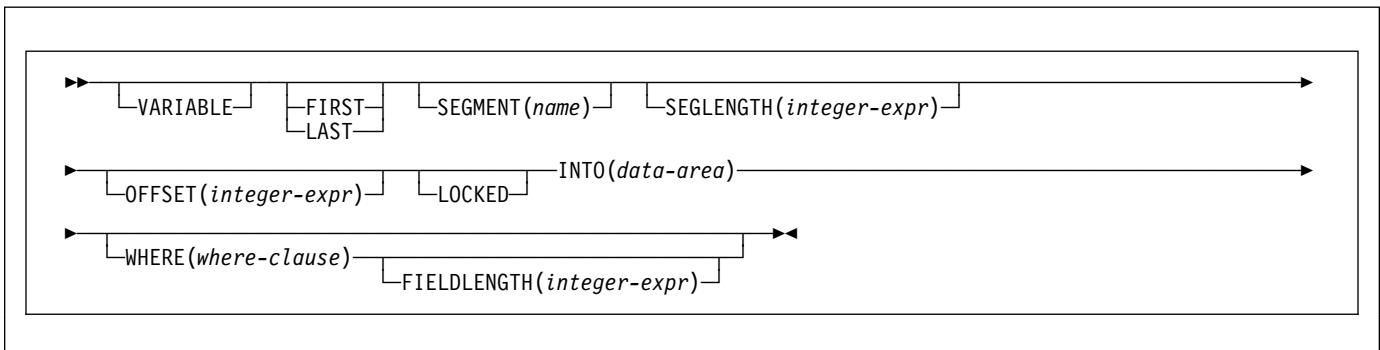 VARIABLE FIRST SEGMENT(name) SEGLENGTH(integer-expr)
LAST
OFFSET(integer-expr) LOCKED INTO(data-area)
WHERE(where-clause)
FIELDLENGTH(integer-expr)